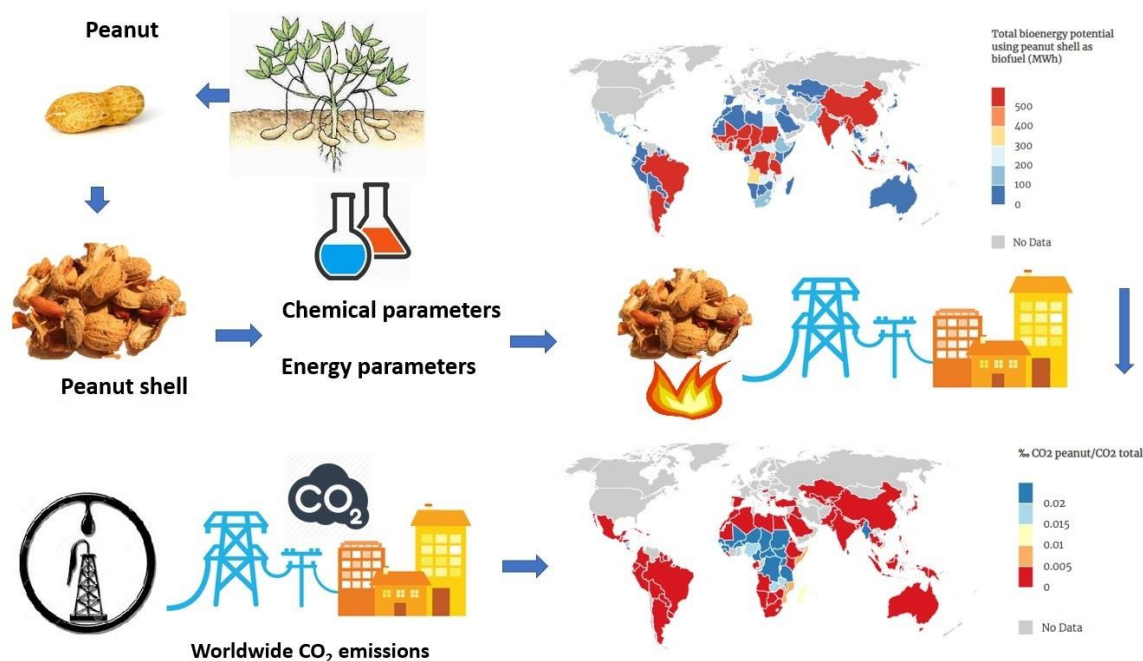 Peanut
Total bioenergy potential
using peanut shell as
biofuel (MWh)
500
400
300
200
100
0
No Data
Chemical parameters
Energy parameters
Peanut shell
CO2
‰ CO2 peanut/CO2 total
0.02
0.015
0.01
0.005
0
No Data
Worldwide CO₂ emissions